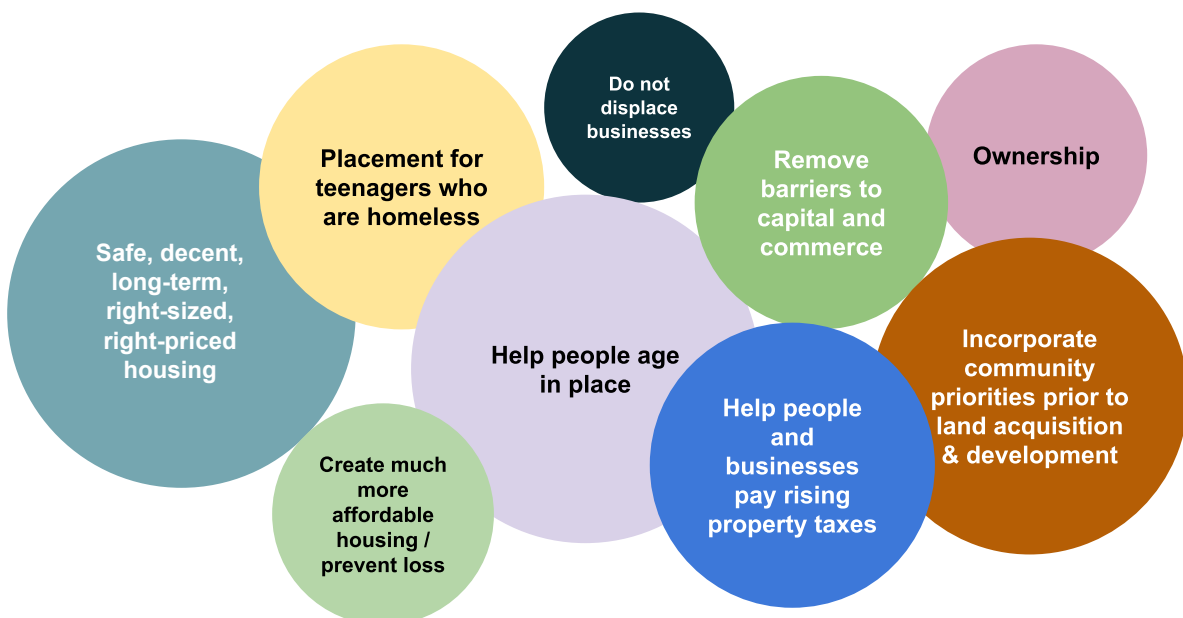 Safe, decent,
long-term,
right-sized,
right-priced
housing
Placement for
teenagers who
are homeless
Do not
displace
businesses
Remove
barriers to
capital and
commerce
Ownership
Help people age
in place
Create much
more
affordable
housing /
prevent loss
Help people
and
businesses
pay rising
property taxes
Incorporate
community
priorities prior to
land acquisition
& development